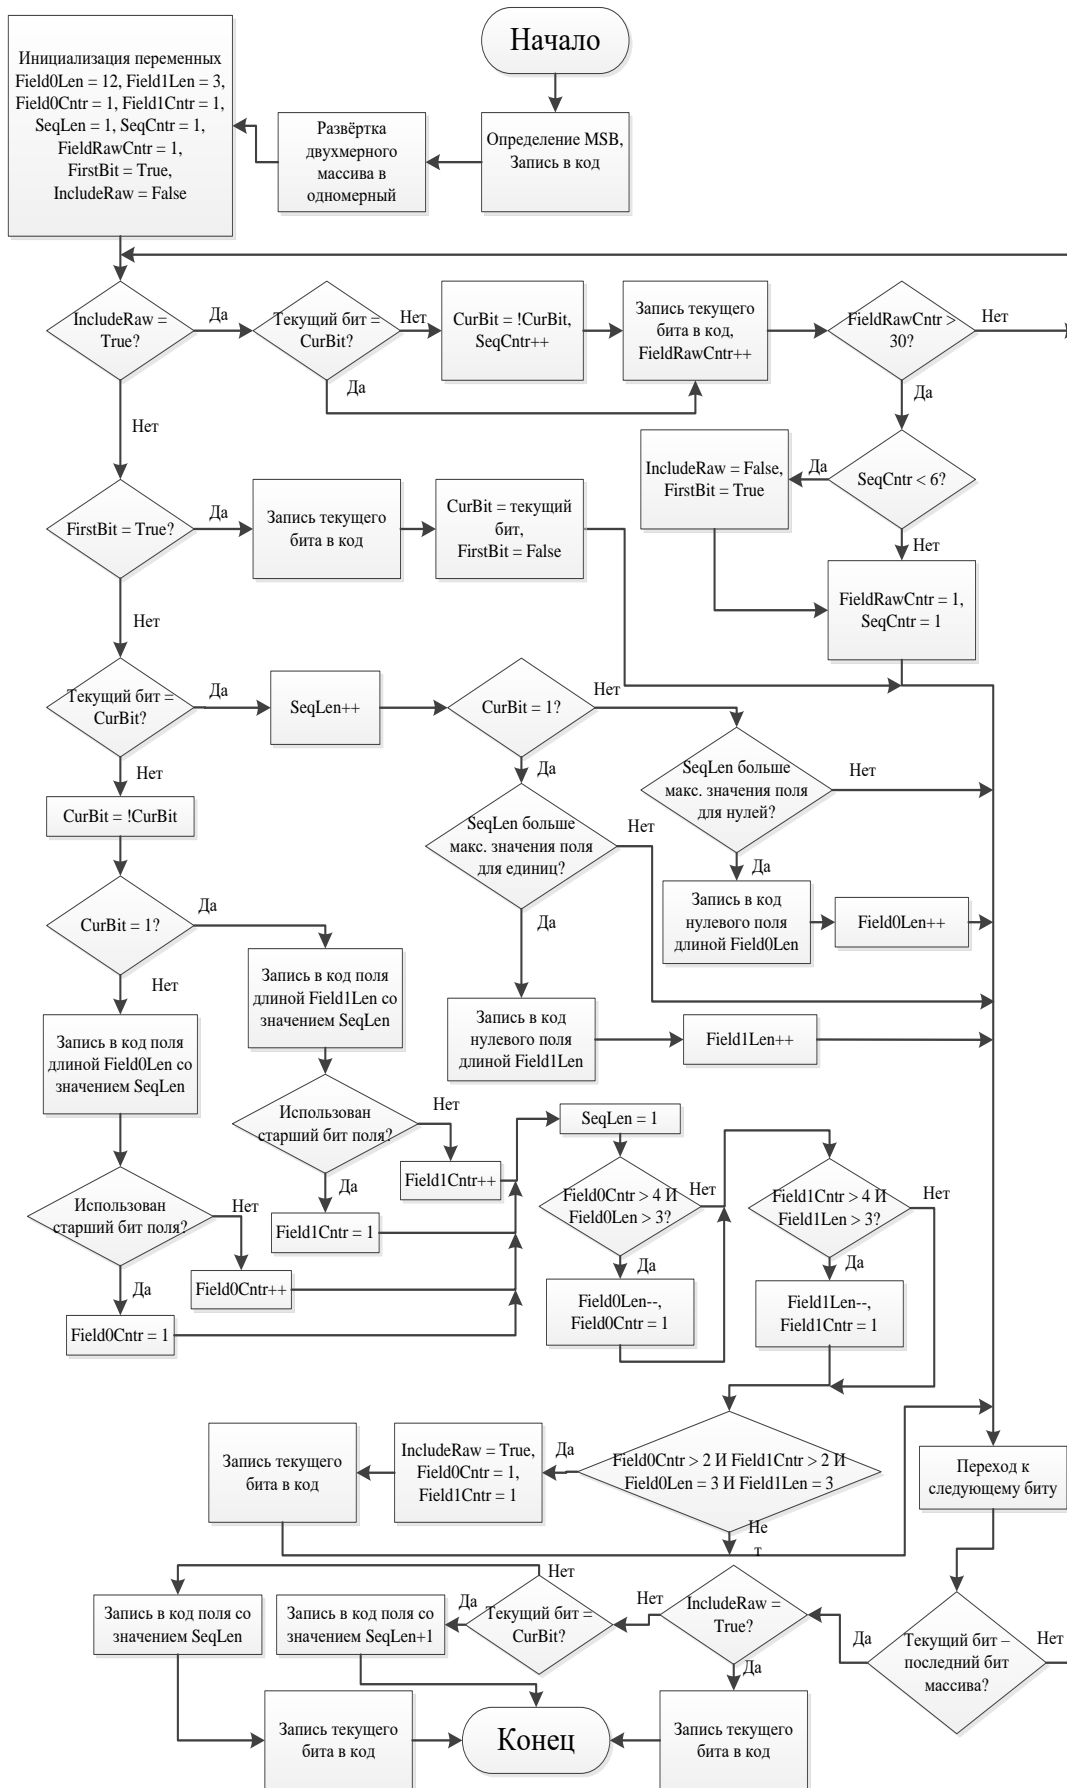 Начало
Инициализация переменных
Field0Len = 12, Field1Len = 3,
Field0Cntr = 1, Field1Cntr = 1,
SeqLen = 1, SeqCntr = 1,
FieldRawCntr = 1,
FirstBit = True,
IncludeRaw = False
Развёртка
двухмерного
массива в
одномерный
Определение MSB,
Запись в код
IncludeRaw =
True?
Да
Текущий бит =
CurBit?
Нет
CurBit = !CurBit,
SeqCntr++
Запись текущего
бита в код,
FieldRawCntr++
FieldRawCntr >
30?
Нет
Да
Да
Нет
IncludeRaw = False,
FirstBit = True
Да
SeqCntr < 6?
Нет
FirstBit = True?
Да
Запись текущего
бита в код
CurBit = текущий
бит,
FirstBit = False
FieldRawCntr = 1,
SeqCntr = 1
Нет
Текущий бит =
CurBit?
Да
SeqLen++
CurBit = 1?
Нет
Нет
Да
SeqLen больше
макс. значения поля
для нулей?
Нет
CurBit = !CurBit
SeqLen больше
макс. значения поля
для единиц?
Нет
Да
Запись в код
нулевого поля
длиной Field0Len
Field0Len++
CurBit = 1?
Да
Да
Нет
Запись в код поля
длиной Field1Len со
значением SeqLen
Запись в код поля
длиной Field0Len со
значением SeqLen
Запись в код
нулевого поля
длиной Field1Len
Field1Len++
Использован
старший бит поля?
Нет
Field1Cntr++
SeqLen = 1
Да
Field1Cntr = 1
Использован
старший бит поля?
Нет
Field0Cntr++
Да
Field0Cntr = 1
Field0Cntr > 4 И
Field0Len > 3?
Нет
Field1Cntr > 4 И
Field1Len > 3?
Нет
Да
Field0Len--,
Field0Cntr = 1
Да
Field1Len--,
Field1Cntr = 1
Запись текущего
бита в код
IncludeRaw = True,
Field0Cntr = 1,
Field1Cntr = 1
Да
Field0Cntr > 2 И Field1Cntr > 2 И
Field0Len = 3 И Field1Len = 3
Не
т
Переход к
следующему биту
Нет
Запись в код поля со
значением SeqLen
Запись в код поля со
значением SeqLen+1
Да
Текущий бит =
CurBit?
Нет
IncludeRaw =
True?
Да
Текущий бит –
последний бит
массива?
Нет
Да
Запись текущего
бита в код
Конец
Запись текущего
бита в код